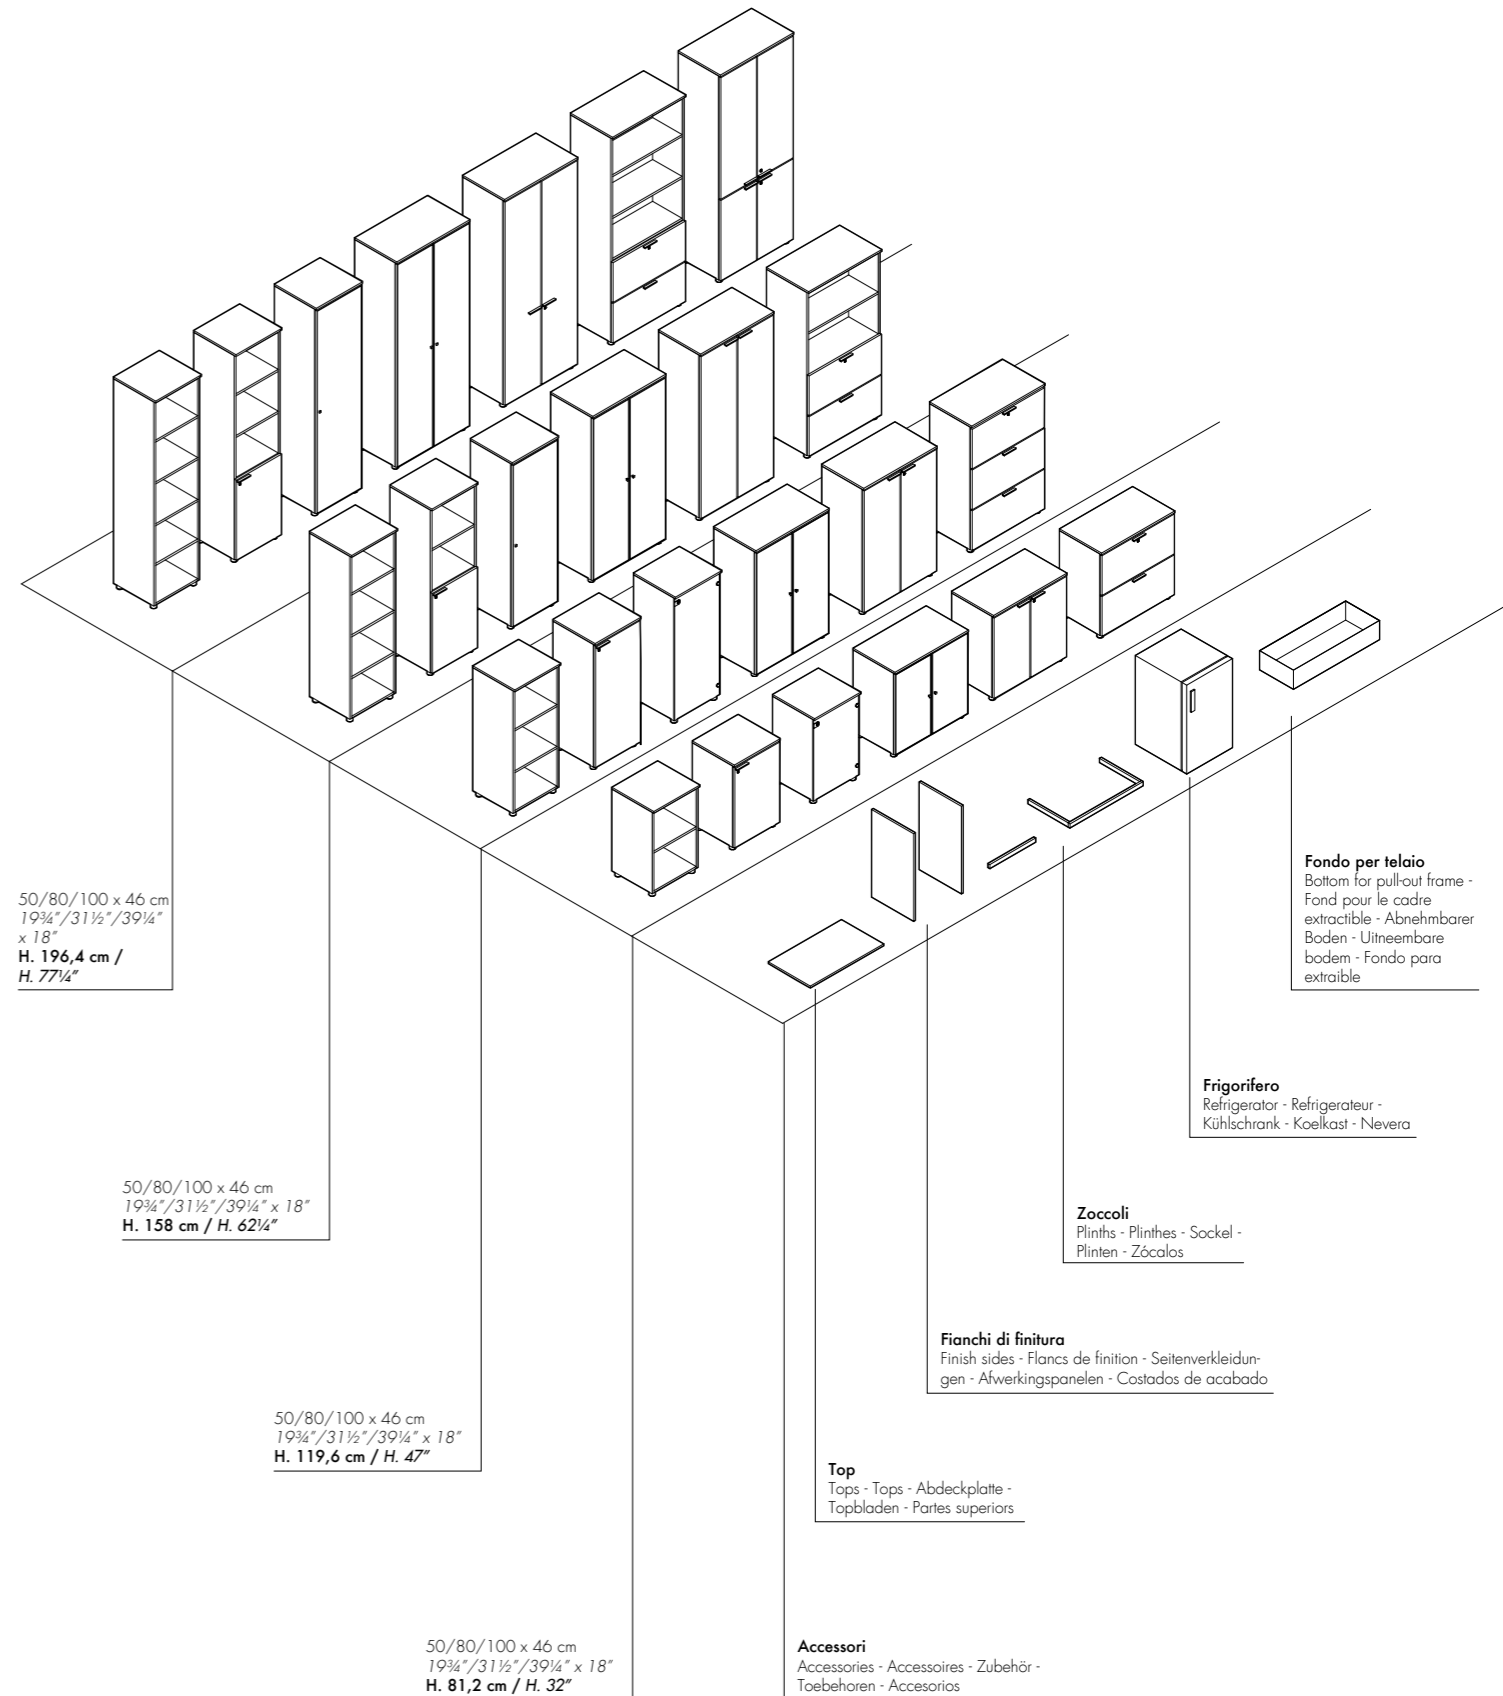 50/80/100 x 46 cm
19¾”/31½”/39¼”
x 18”
H. 196,4 cm /
H. 77¼”
Fondo per telaio
Bottom for pull-out frame -
Fond pour le cadre
extractible - Abnehmbarer
Boden - Uitneembare
bodem - Fondo para
extraible
Frigorifero
Refrigerator - Refrigerateur -
Kühlschrank - Koelkast - Nevera
50/80/100 x 46 cm
19¾”/31½”/39¼” x 18”
H. 158 cm / H. 62¼”
Zoccoli
Plinths - Plinthes - Sockel -
Plinten - Zócalos
Fianchi di finitura
Finish sides - Flancs de finition - Seitenverkleidun-
gen - Afwerkingspanelen - Costados de acabado
50/80/100 x 46 cm
19¾”/31½”/39¼” x 18”
H. 119,6 cm / H. 47”
Top
Tops - Tops - Abdeckplatte -
Topbladen - Partes superiors
50/80/100 x 46 cm
19¾”/31½”/39¼” x 18”
H. 81,2 cm / H. 32”
Accessori
Accessories - Accessoires - Zubehör -
Toebehoren - Accesorios